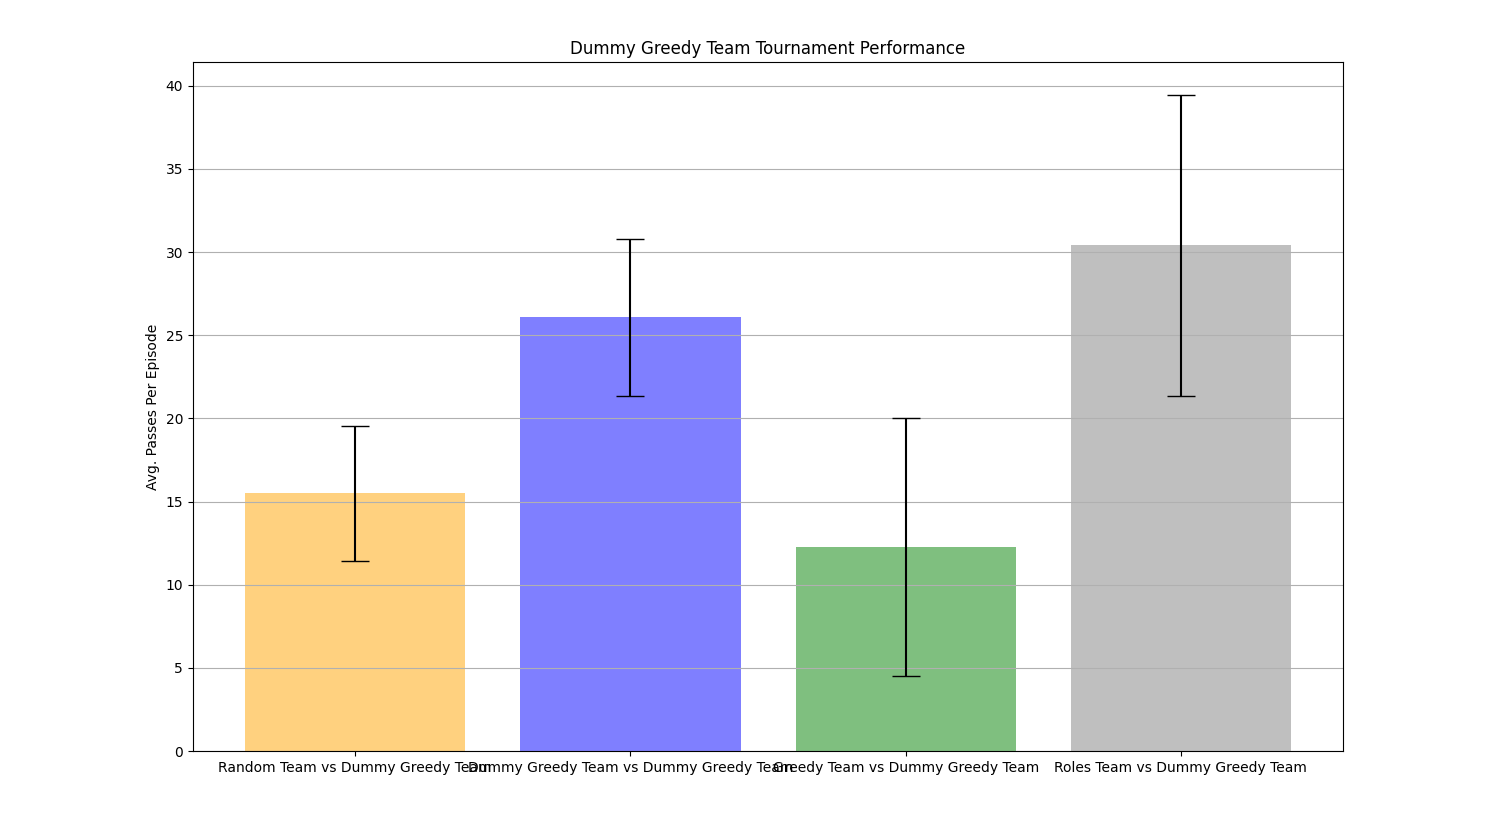 Dummy Greedy Team Tournament Performance
40
35
30
25
20
15
10
5
0
Avg. Passes Per Episode
Random Team vs Dummy Greedy Team
Dummy Greedy Team vs Dummy Greedy Team
Greedy Team vs Dummy Greedy Team
Roles Team vs Dummy Greedy Team